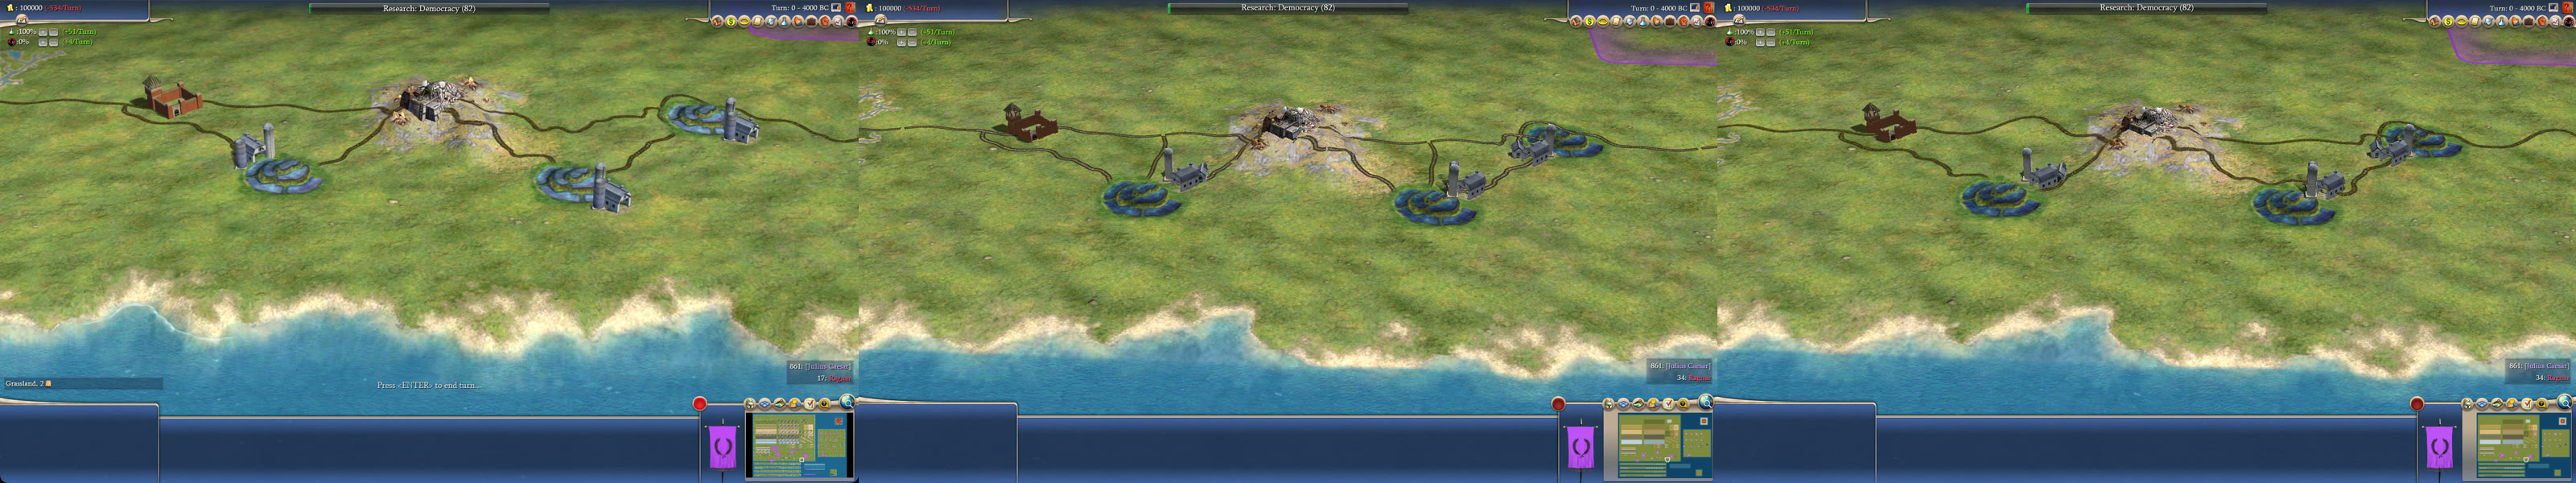 : 100000 (-534/Turn)
Research: Democracy (82)
Turn: 0 - 4000 BC
:100% (+51/Turn)
:0% (+4/Turn)
Grassland, 2
Press <ENTER> to end turn...
861: [Julius Caesar]
17: Ragnar
: 100000 (-534/Turn)
Research: Democracy (82)
Turn: 0 - 4000 BC
:100% (+51/Turn)
:0% (+4/Turn)
861: [Julius Caesar]
34: Ragnar
: 100000 (-534/Turn)
Research: Democracy (82)
Turn: 0 - 4000 BC
:100% (+51/Turn)
:0% (+4/Turn)
861: [Julius Caesar]
34: Ragnar